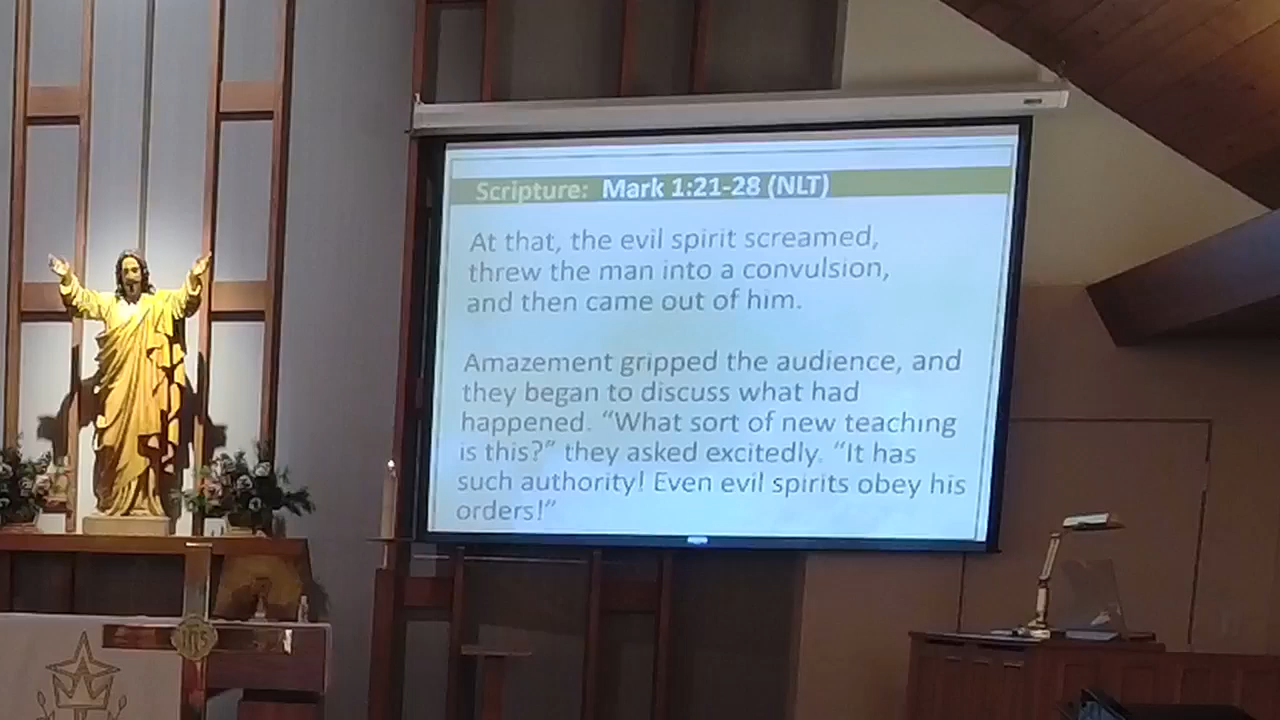 Scripture: Mark 1:21-28 (NLT)
At that, the evil spirit screamed,
threw the man into a convulsion,
and then came out of him.
Amazement gripped the audience, and
they began to discuss what had
happened. “What sort of new teaching
is this?” they asked excitedly. “It has
such authority! Even evil spirits obey his
orders!”
IHS